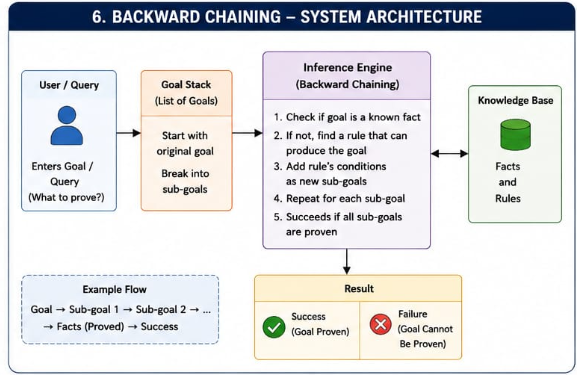 6. BACKWARD CHAINING – SYSTEM ARCHITECTURE
User / Query
Enters Goal /
Query
(What to prove?)
Goal Stack
(List of Goals)
Start with
original goal
Break into
sub-goals
Inference Engine
(Backward Chaining)
1. Check if goal is a known fact
2. If not, find a rule that can
produce the goal
3. Add rule's conditions
as new sub-goals
4. Repeat for each sub-goal
5. Succeeds if all sub-goals
are proven
Knowledge Base
Facts
and
Rules
Example Flow
Goal → Sub-goal 1 → Sub-goal 2 → ...
→ Facts (Proved) → Success
Result
Success
(Goal Proven)
Failure
(Goal Cannot
Be Proven)